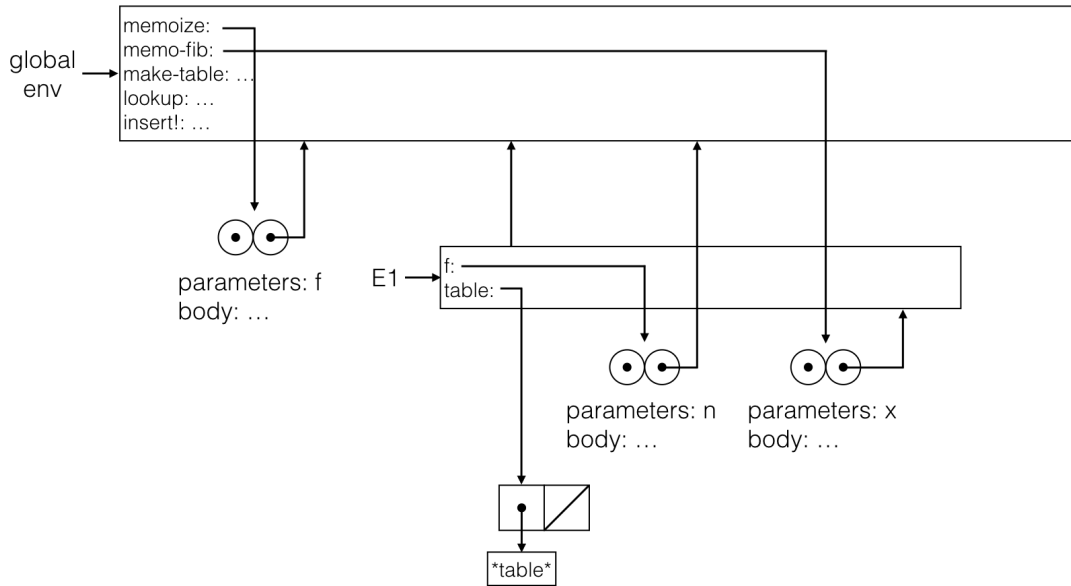 memoize:
memo-fib:
make-table: ...
lookup: ...
insert!: ...
global
env
parameters: f
body: ...
E1
f:
table:
parameters: n
body: ...
parameters: x
body: ...
*table*